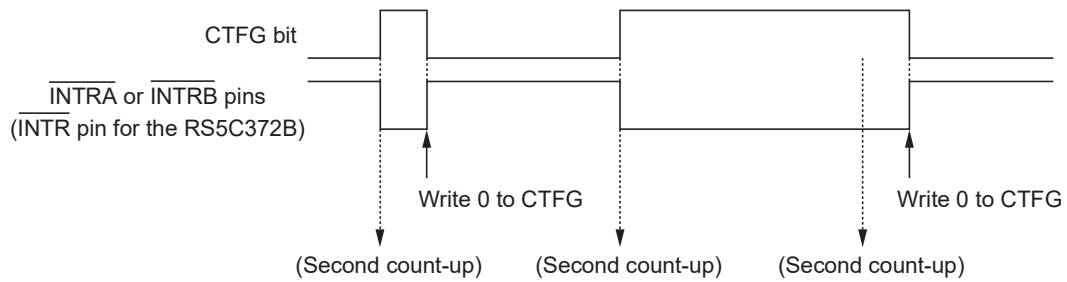 CTFG bit
INTRA or INTRB pins
(INTR pin for the RS5C372B)
Write 0 to CTFG
Write 0 to CTFG
(Second count-up)
(Second count-up)
(Second count-up)